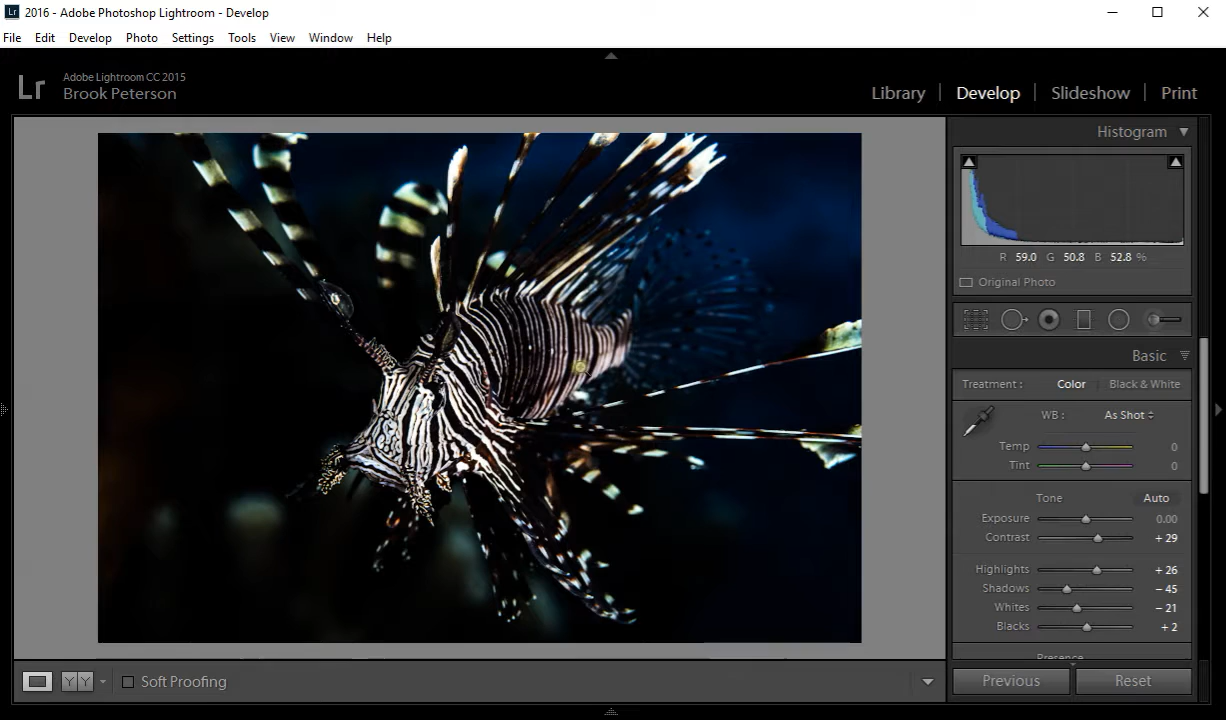 Lr 2016 - Adobe Photoshop Lightroom - Develop
File Edit Develop Photo Settings Tools View Window Help
Lr
Adobe Lightroom CC 2015
Brook Peterson
Library | Develop | Slideshow | Print
Histogram
R 59.0 G 50.8 B 52.8 %
Original Photo
Basic
Treatment : Color Black & White
WB : As Shot
Temp 0
Tint 0
Tone Auto
Exposure 0.00
Contrast + 29
Highlights + 26
Shadows − 45
Whites − 21
Blacks + 2
Presence
Y Y Soft Proofing
Previous Reset